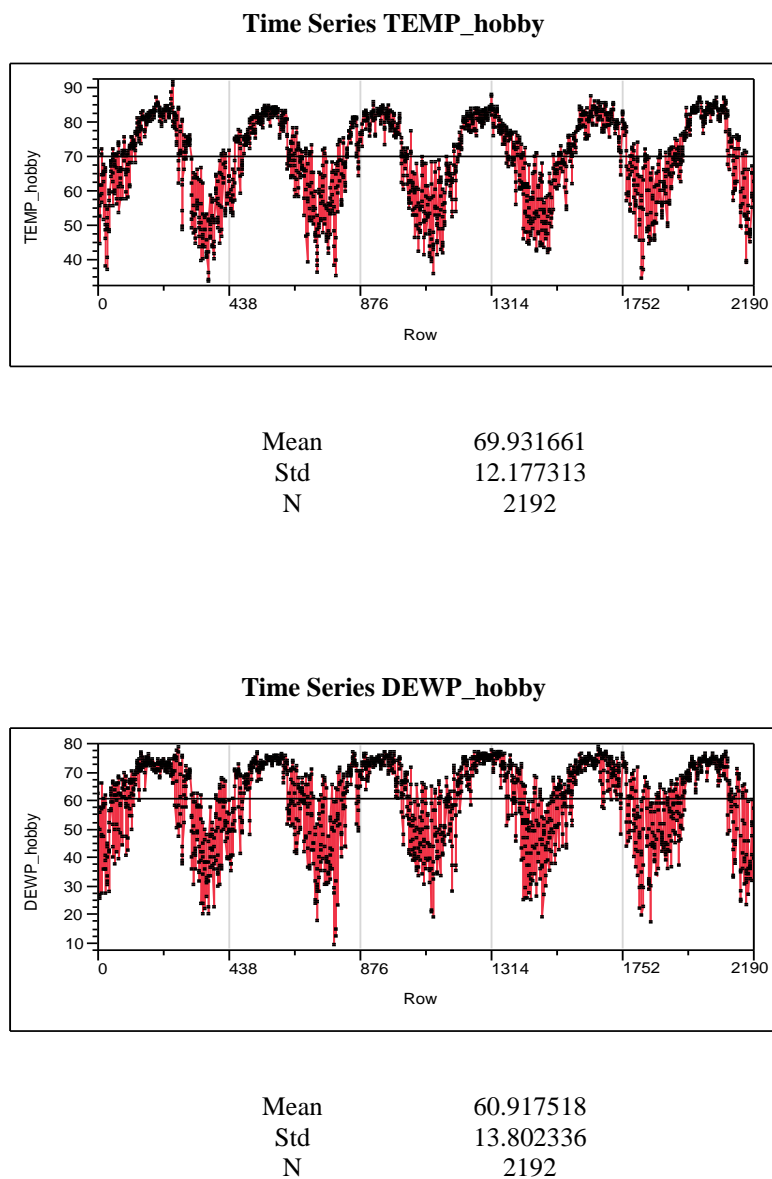 Time Series TEMP_hobby
90
80
70
60
50
40
TEMP_hobby
0 438 876 1314 1752 2190
Row
Mean 69.931661
Std 12.177313
N 2192
Time Series DEWP_hobby
80
70
60
50
40
30
20
10
DEWP_hobby
0 438 876 1314 1752 2190
Row
Mean 60.917518
Std 13.802336
N 2192